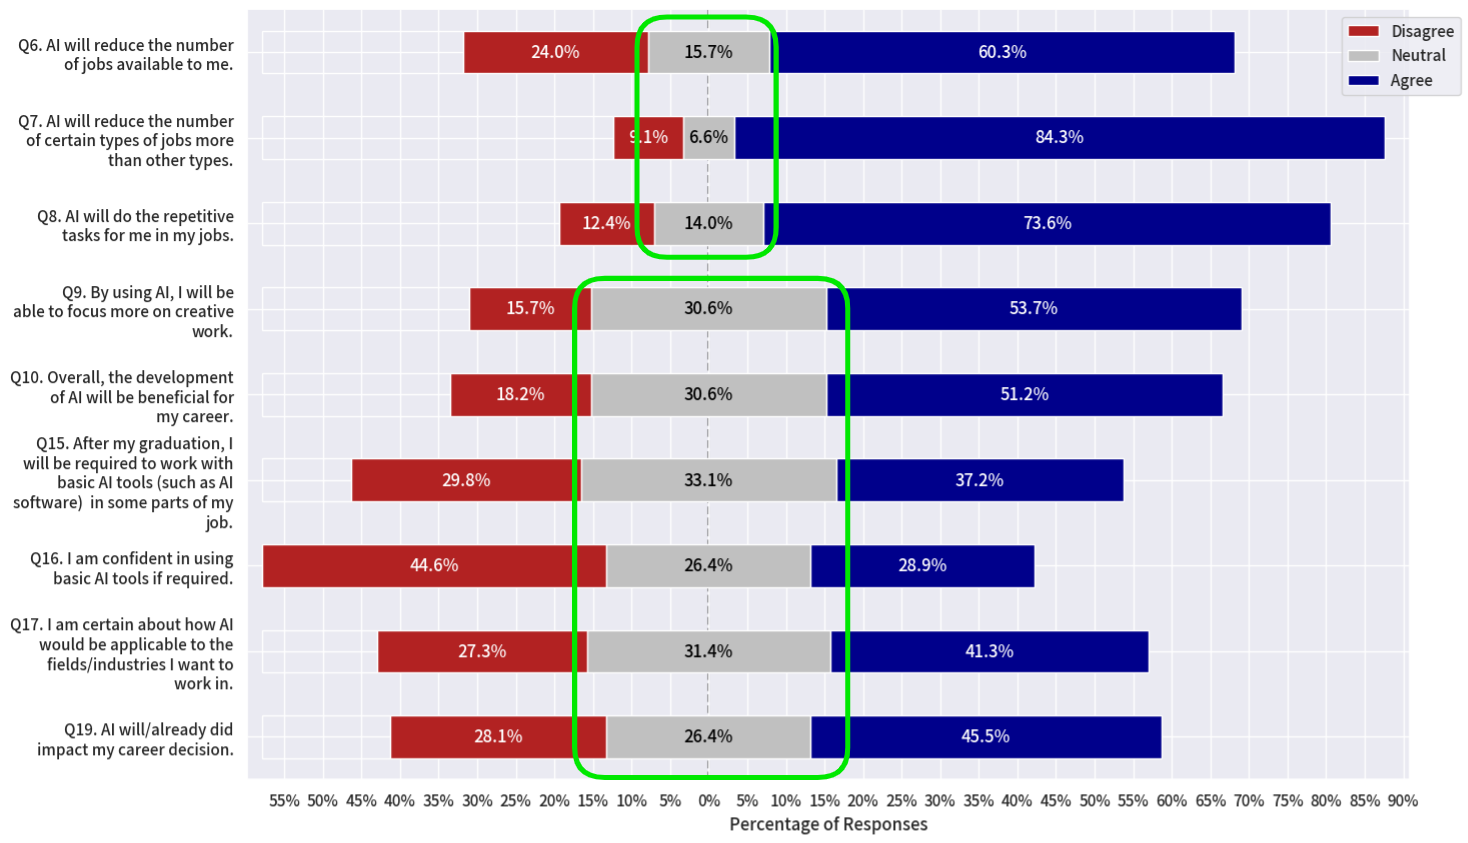 Disagree
Neutral
Agree
Q6. AI will reduce the number
of jobs available to me.
24.0% 15.7% 60.3%
Q7. AI will reduce the number
of certain types of jobs more
than other types.
9.1% 6.6% 84.3%
Q8. AI will do the repetitive
tasks for me in my jobs.
12.4% 14.0% 73.6%
Q9. By using AI, I will be
able to focus more on creative
work.
15.7% 30.6% 53.7%
Q10. Overall, the development
of AI will be beneficial for
my career.
18.2% 30.6% 51.2%
Q15. After my graduation, I
will be required to work with
basic AI tools (such as AI
software)  in some parts of my
job.
29.8% 33.1% 37.2%
Q16. I am confident in using
basic AI tools if required.
44.6% 26.4% 28.9%
Q17. I am certain about how AI
would be applicable to the
fields/industries I want to
work in.
27.3% 31.4% 41.3%
Q19. AI will/already did
impact my career decision.
28.1% 26.4% 45.5%
55% 50% 45% 40% 35% 30% 25% 20% 15% 10% 5% 0% 5% 10% 15% 20% 25% 30% 35% 40% 45% 50% 55% 60% 65% 70% 75% 80% 85% 90%
Percentage of Responses